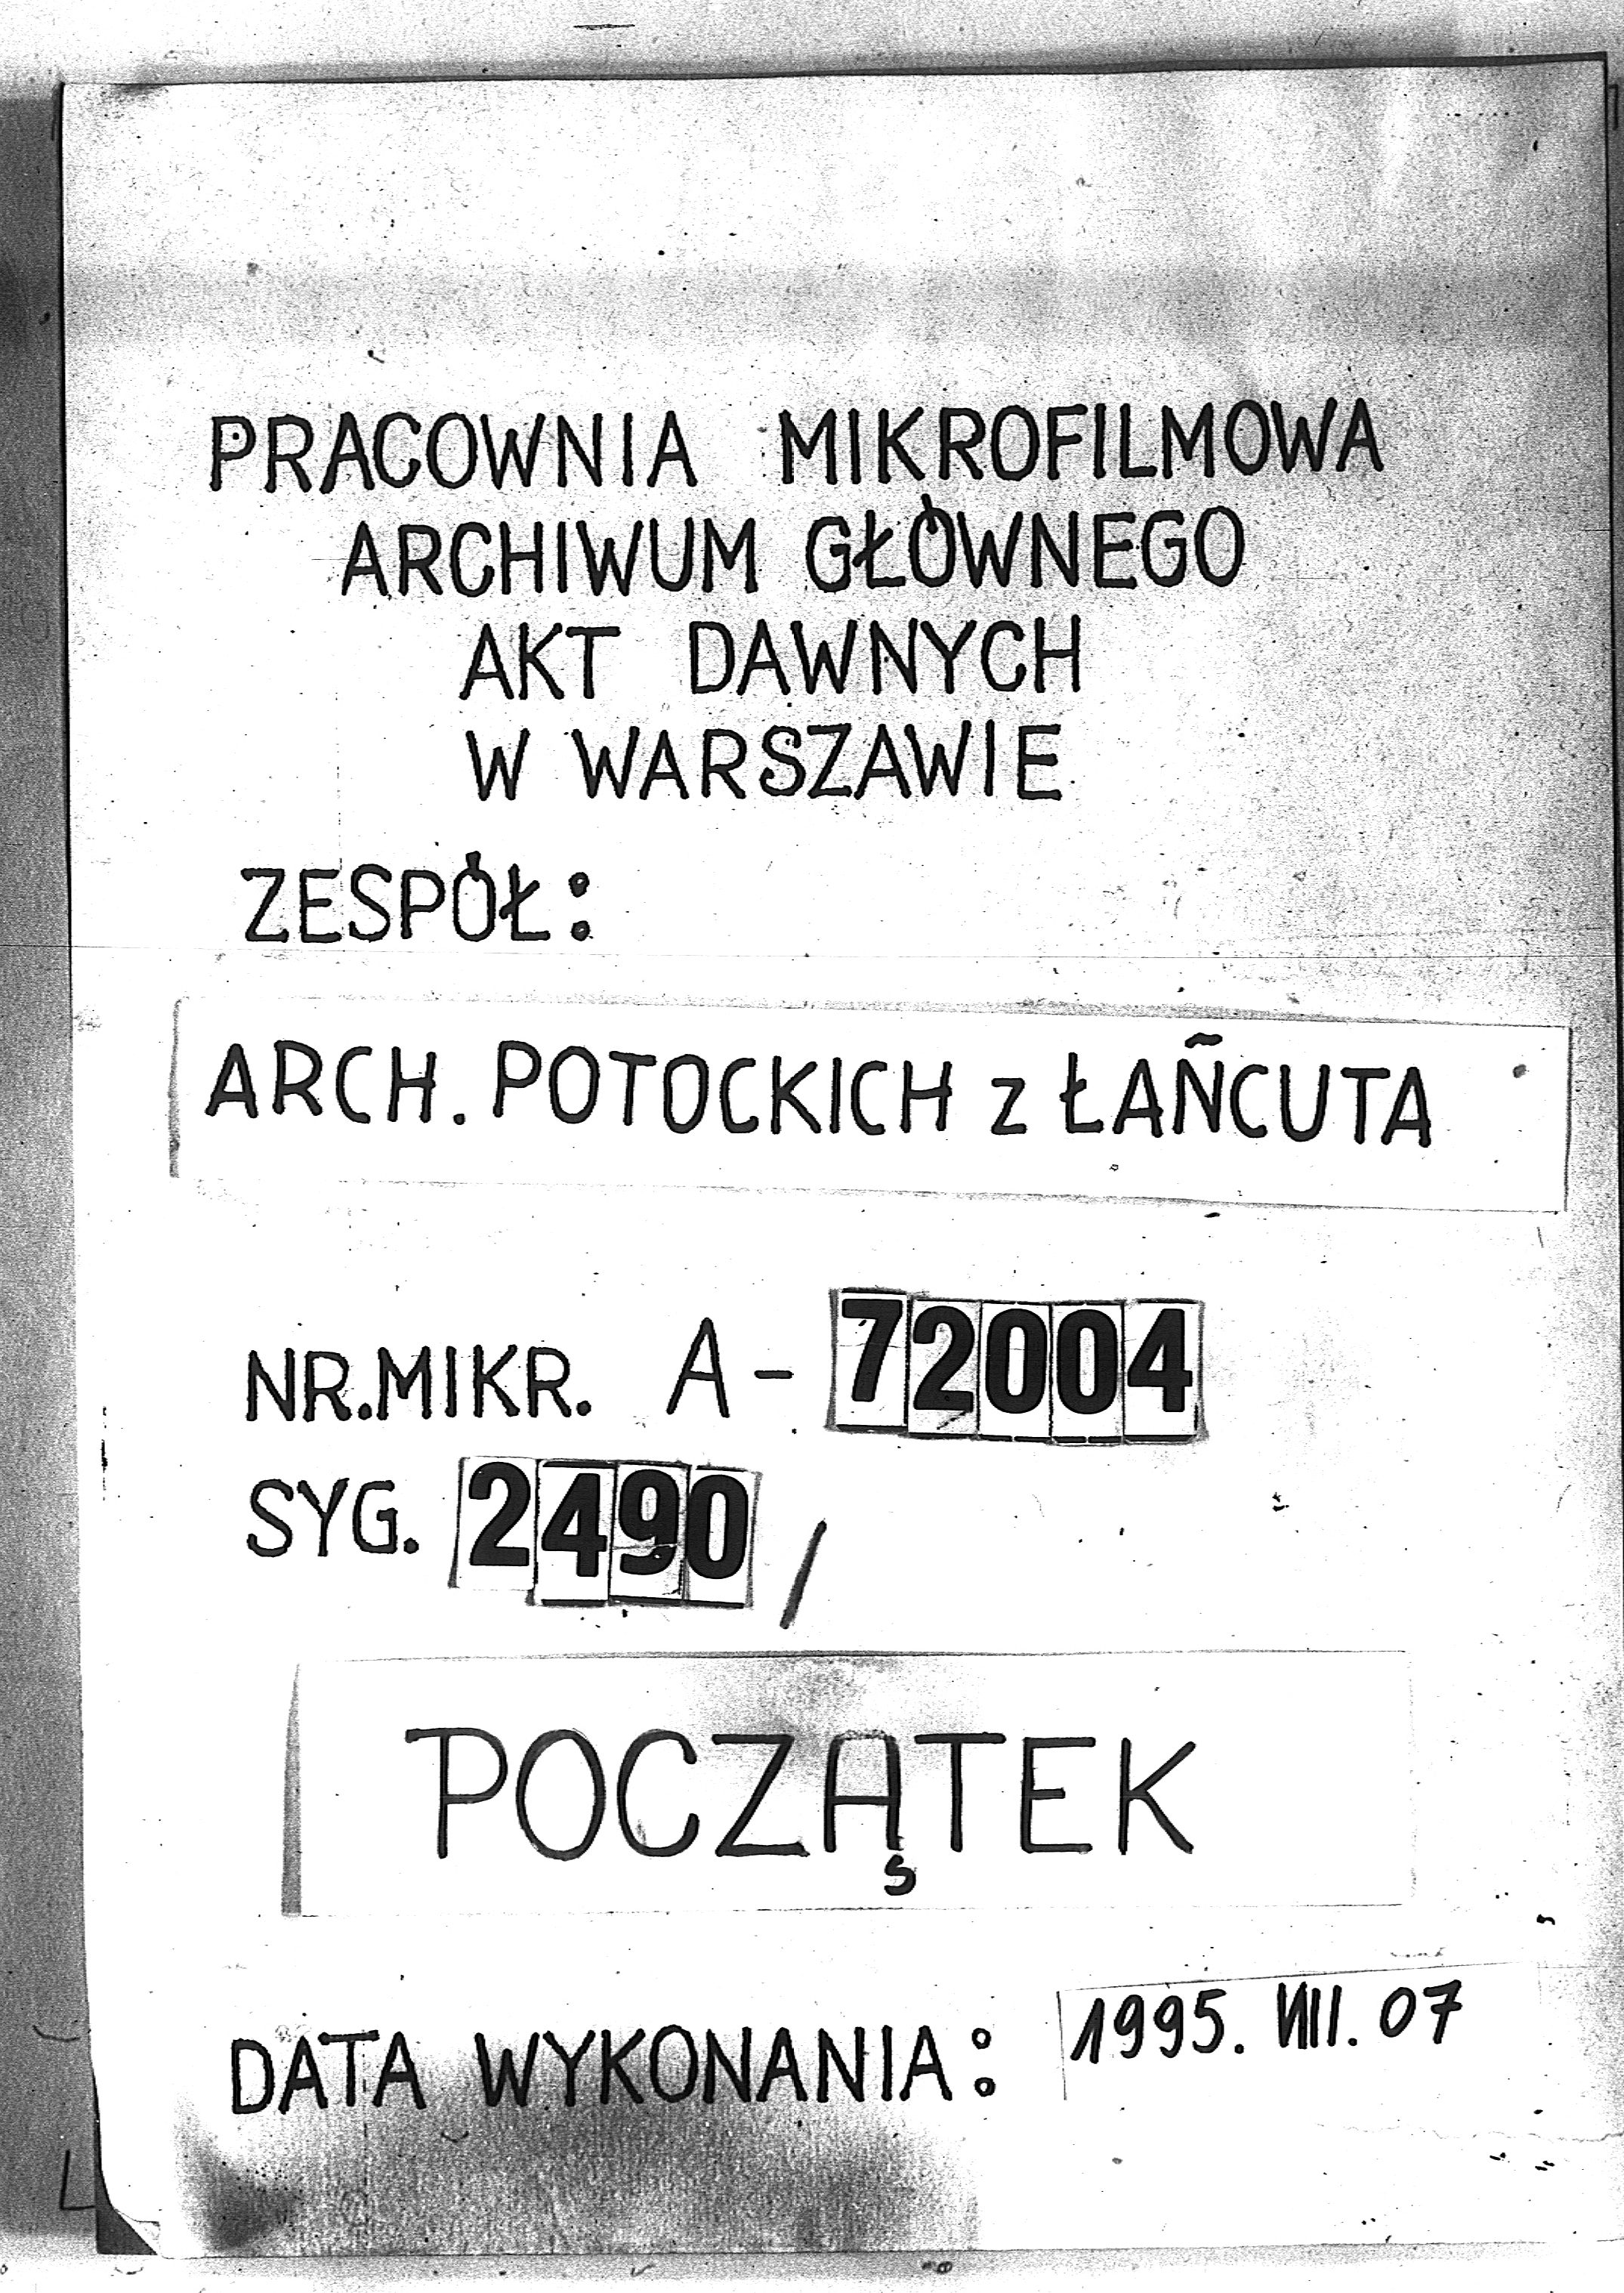 PRACOWNIA MIKROFILMOWA
ARCHIWUM GŁÓWNEGO
AKT DAWNYCH
W WARSZAWIE
ZESPÓŁ:
ARCH. POTOCKICH z ŁAŃCUTA
NR.MIKR. A-72004
SYG. 2490/
POCZĄTEK
DATA WYKONANIA: 1995. VIII. 07